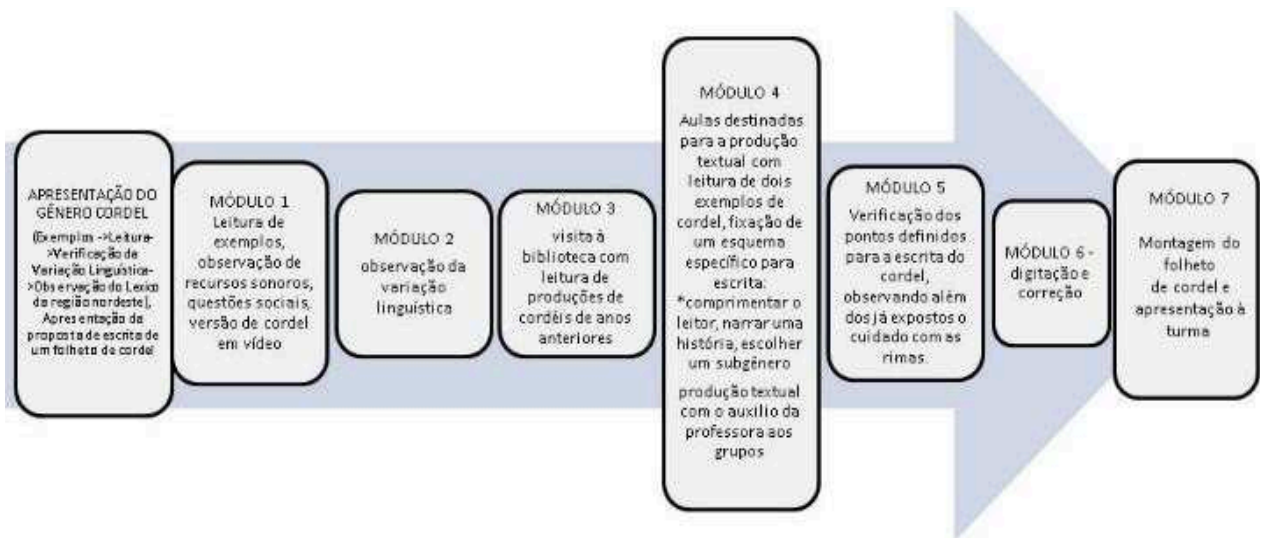 APRESENTAÇÃO DO
GÊNERO CORDEL
(Exemplos ->Leitura-
>Verificação de
Variação Linguística-
>Observação do Lexico
da região nordeste),
Apresentação da
proposta de escrita de
um folheto de cordel
MÓDULO 1
Leitura de
exemplos,
observação de
recursos sonoros,
questões sociais,
versão de cordel
em vídeo
MÓDULO 2
observação da
variação
linguística
MÓDULO 3
visita à
biblioteca com
leitura de
produções de
cordéis de anos
anteriores
MÓDULO 4
Aulas destinadas
para a produção
textual com
leitura de dois
exemplos de
cordel, fixação de
um esquema
específico para
escrita:
*comprimentar o
leitor, narrar uma
história, escolher
um subgênero
produção textual
com o auxilio da
professora aos
grupos
MÓDULO 5
Verificação dos
pontos definidos
para a escrita do
cordel,
observando além
dos já expostos o
cuidado com as
rimas.
MÓDULO 6 -
digitação e
correção
MÓDULO 7
Montagem do
folheto
de cordel e
apresentação à
turma